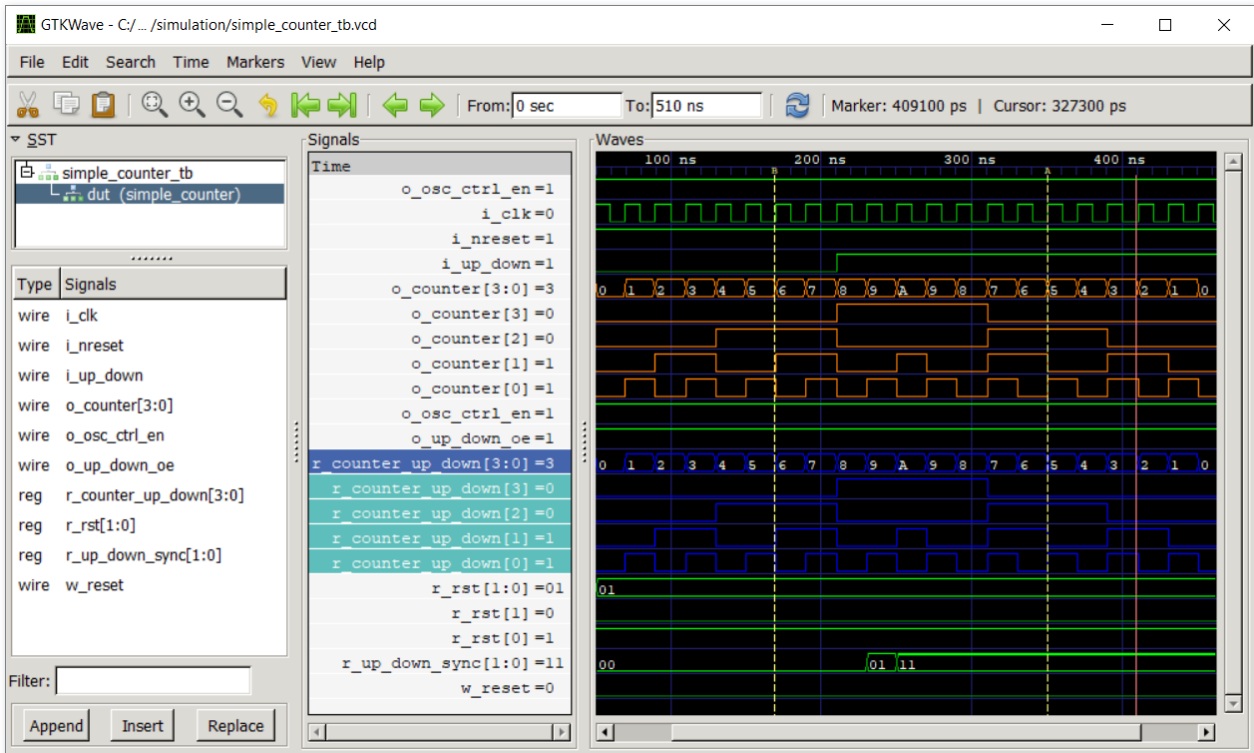 GTKWave - C:/ ... /simulation/simple_counter_tb.vcd
File Edit Search Time Markers View Help
From: 0 sec To: 510 ns Marker: 409100 ps | Cursor: 327300 ps
SST
simple_counter_tb
dut (simple_counter)
Type Signals
wire i_clk
wire i_nreset
wire i_up_down
wire o_counter[3:0]
wire o_osc_ctrl_en
wire o_up_down_oe
reg r_counter_up_down[3:0]
reg r_rst[1:0]
reg r_up_down_sync[1:0]
wire w_reset
Filter:
Append Insert Replace
Signals
Time
o_osc_ctrl_en=1
i_clk=0
i_nreset=1
i_up_down=1
o_counter[3:0]=3
o_counter[3]=0
o_counter[2]=0
o_counter[1]=1
o_counter[0]=1
o_osc_ctrl_en=1
o_up_down_oe=1
r_counter_up_down[3:0]=3
r_counter_up_down[3]=0
r_counter_up_down[2]=0
r_counter_up_down[1]=1
r_counter_up_down[0]=1
r_rst[1:0]=01
r_rst[1]=0
r_rst[0]=1
r_up_down_sync[1:0]=11
w_reset=0
Waves
100 ns 200 ns 300 ns 400 ns
B A
0 1 2 3 4 5 6 7 8 9 A 9 8 7 6 5 4 3 2 1 0
0 1 2 3 4 5 6 7 8 9 A 9 8 7 6 5 4 3 2 1 0
01
00 01 11